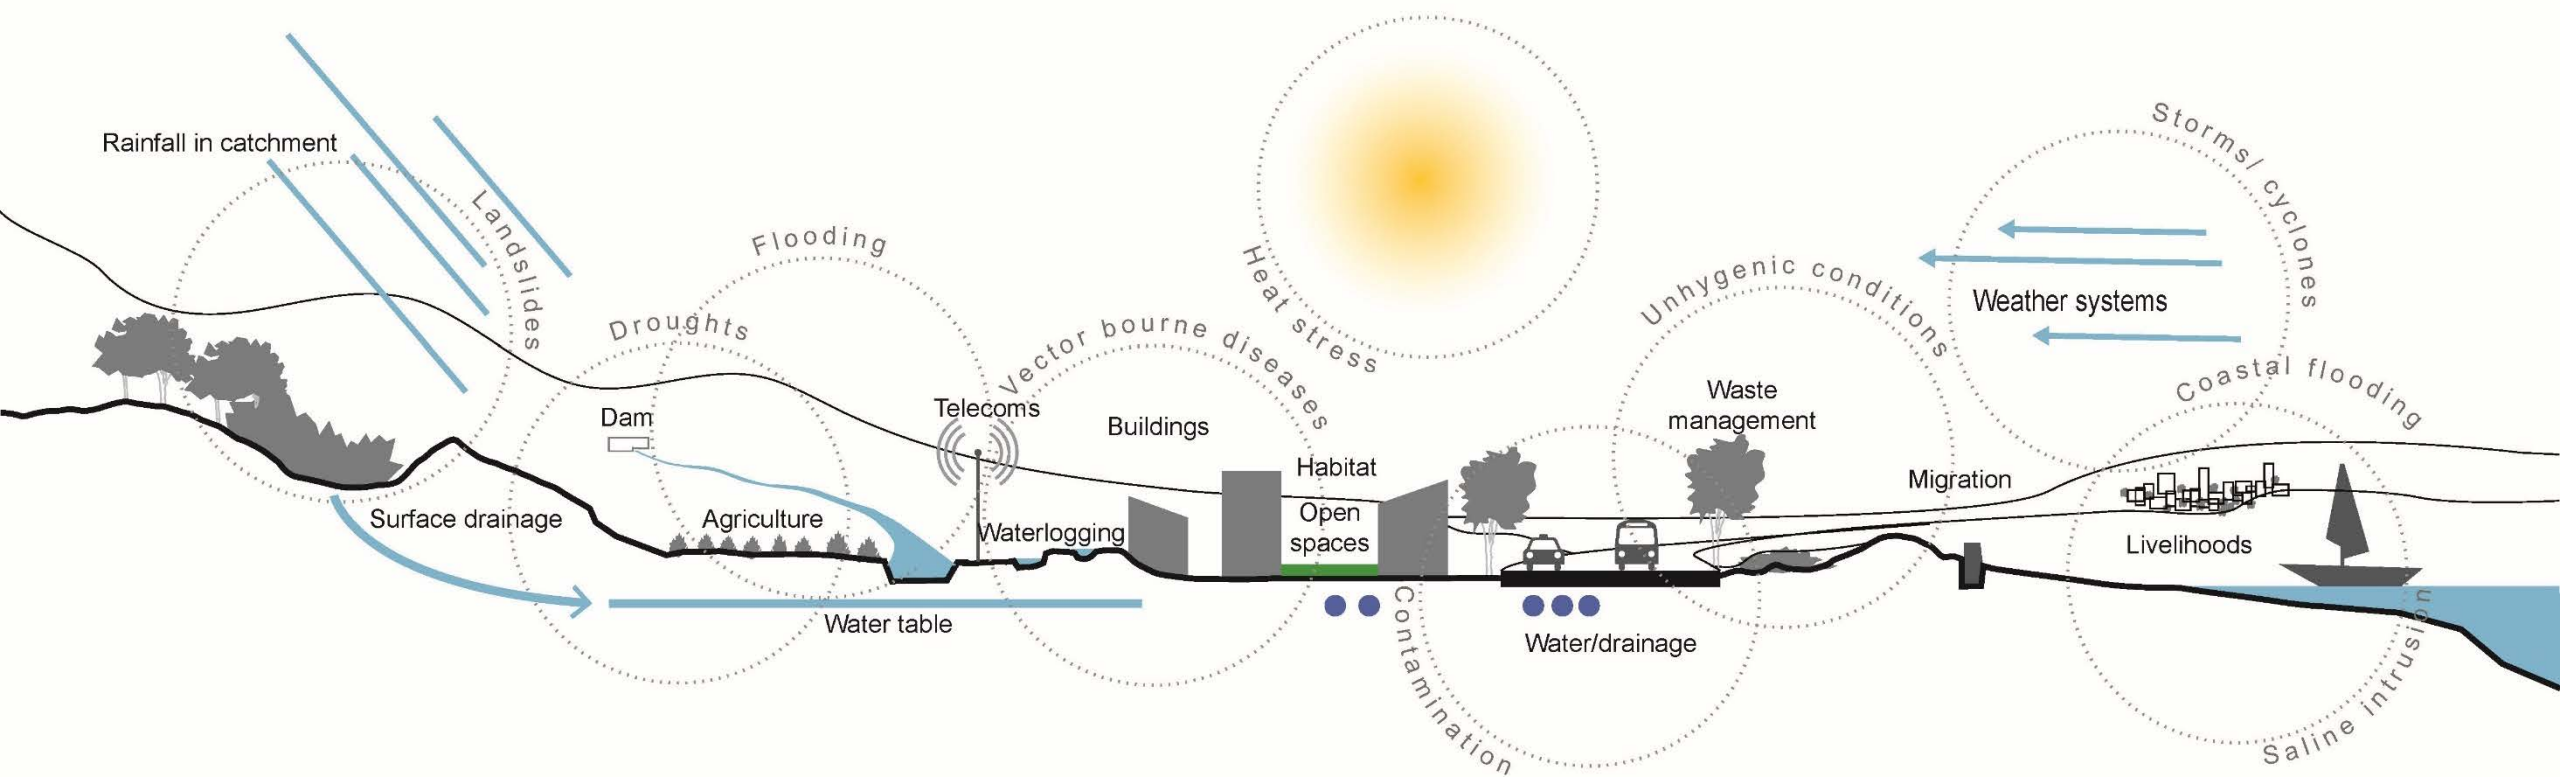 Rainfall in catchment
Landslides
Flooding
Droughts
Dam
Surface drainage
Agriculture
Water table
Telecoms
Waterlogging
Vector bourne diseases
Buildings
Heat stress
Habitat
Open
spaces
Contamination
Water/drainage
Unhygenic conditions
Waste
management
Migration
Storms/ cyclones
Weather systems
Coastal flooding
Livelihoods
Saline intrusion